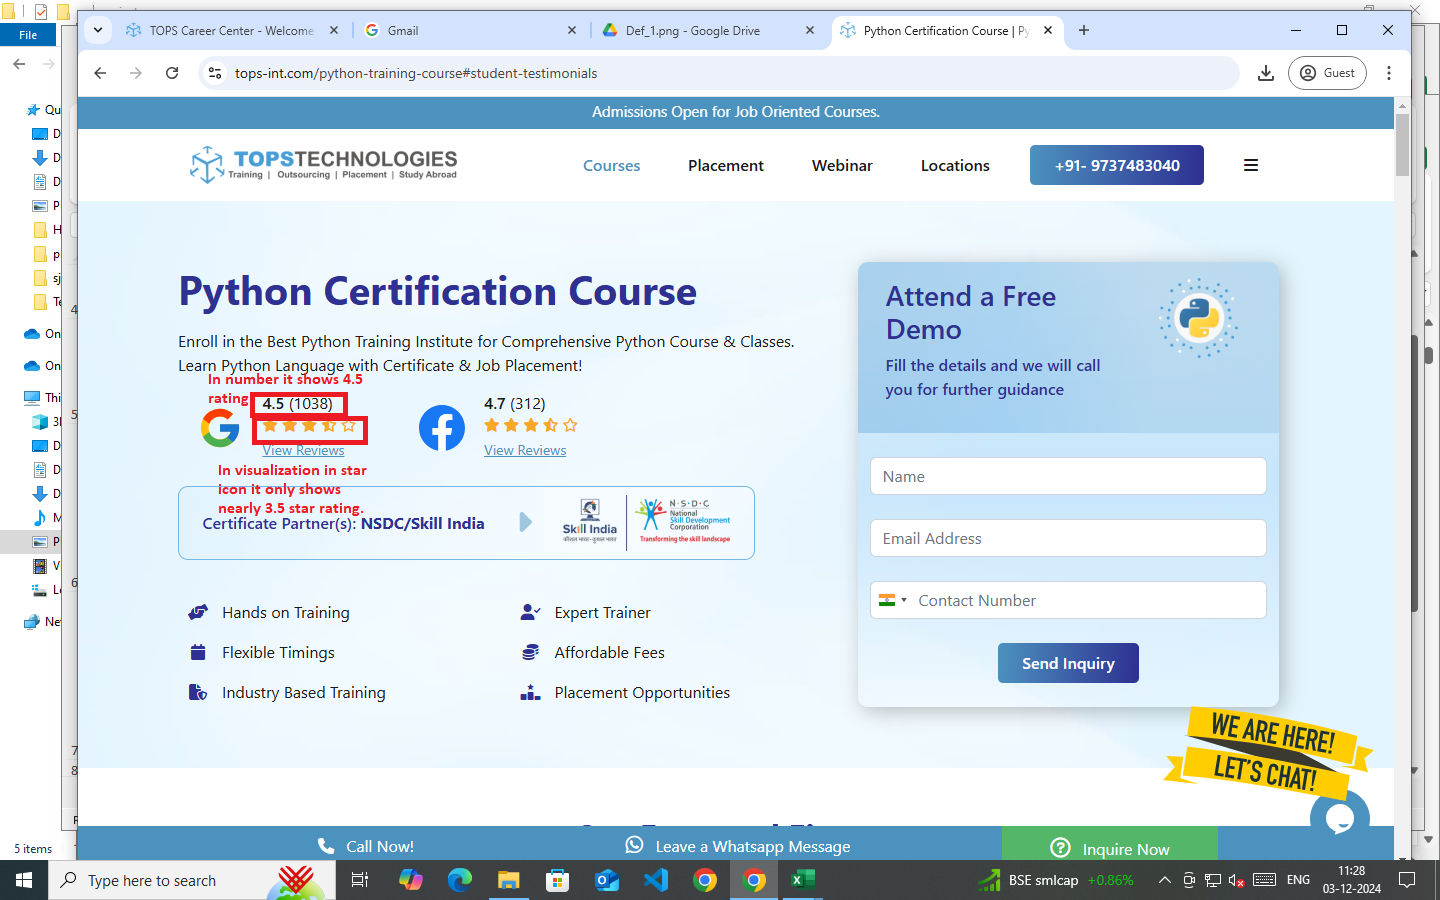 File
TOPS Career Center - Welcome
Gmail
Def_1.png - Google Drive
Python Certification Course | Py
tops-int.com/python-training-course#student-testimonials
Guest
Admissions Open for Job Oriented Courses.
TOPSTECHNOLOGIES
Training | Outsourcing | Placement | Study Abroad
Courses
Placement
Webinar
Locations
+91- 9737483040
Python Certification Course
Enroll in the Best Python Training Institute for Comprehensive Python Course & Classes.
Learn Python Language with Certificate & Job Placement!
In number it shows 4.5
rating
4.5 (1038)
View Reviews
4.7 (312)
View Reviews
In visualization in star
icon it only shows
nearly 3.5 star rating.
Certificate Partner(s): NSDC/Skill India
Skill India
कौशल भारत - कुशल भारत
N·S·D·C
National
Skill Development
Corporation
Transforming the skill landscape
Hands on Training
Expert Trainer
Flexible Timings
Affordable Fees
Industry Based Training
Placement Opportunities
Attend a Free
Demo
Fill the details and we will call
you for further guidance
Name
Email Address
Contact Number
Send Inquiry
WE ARE HERE!
LET'S CHAT!
Call Now!
Leave a Whatsapp Message
Inquire Now
5 items
Type here to search
BSE smlcap +0.86%
ENG
11:28
03-12-2024